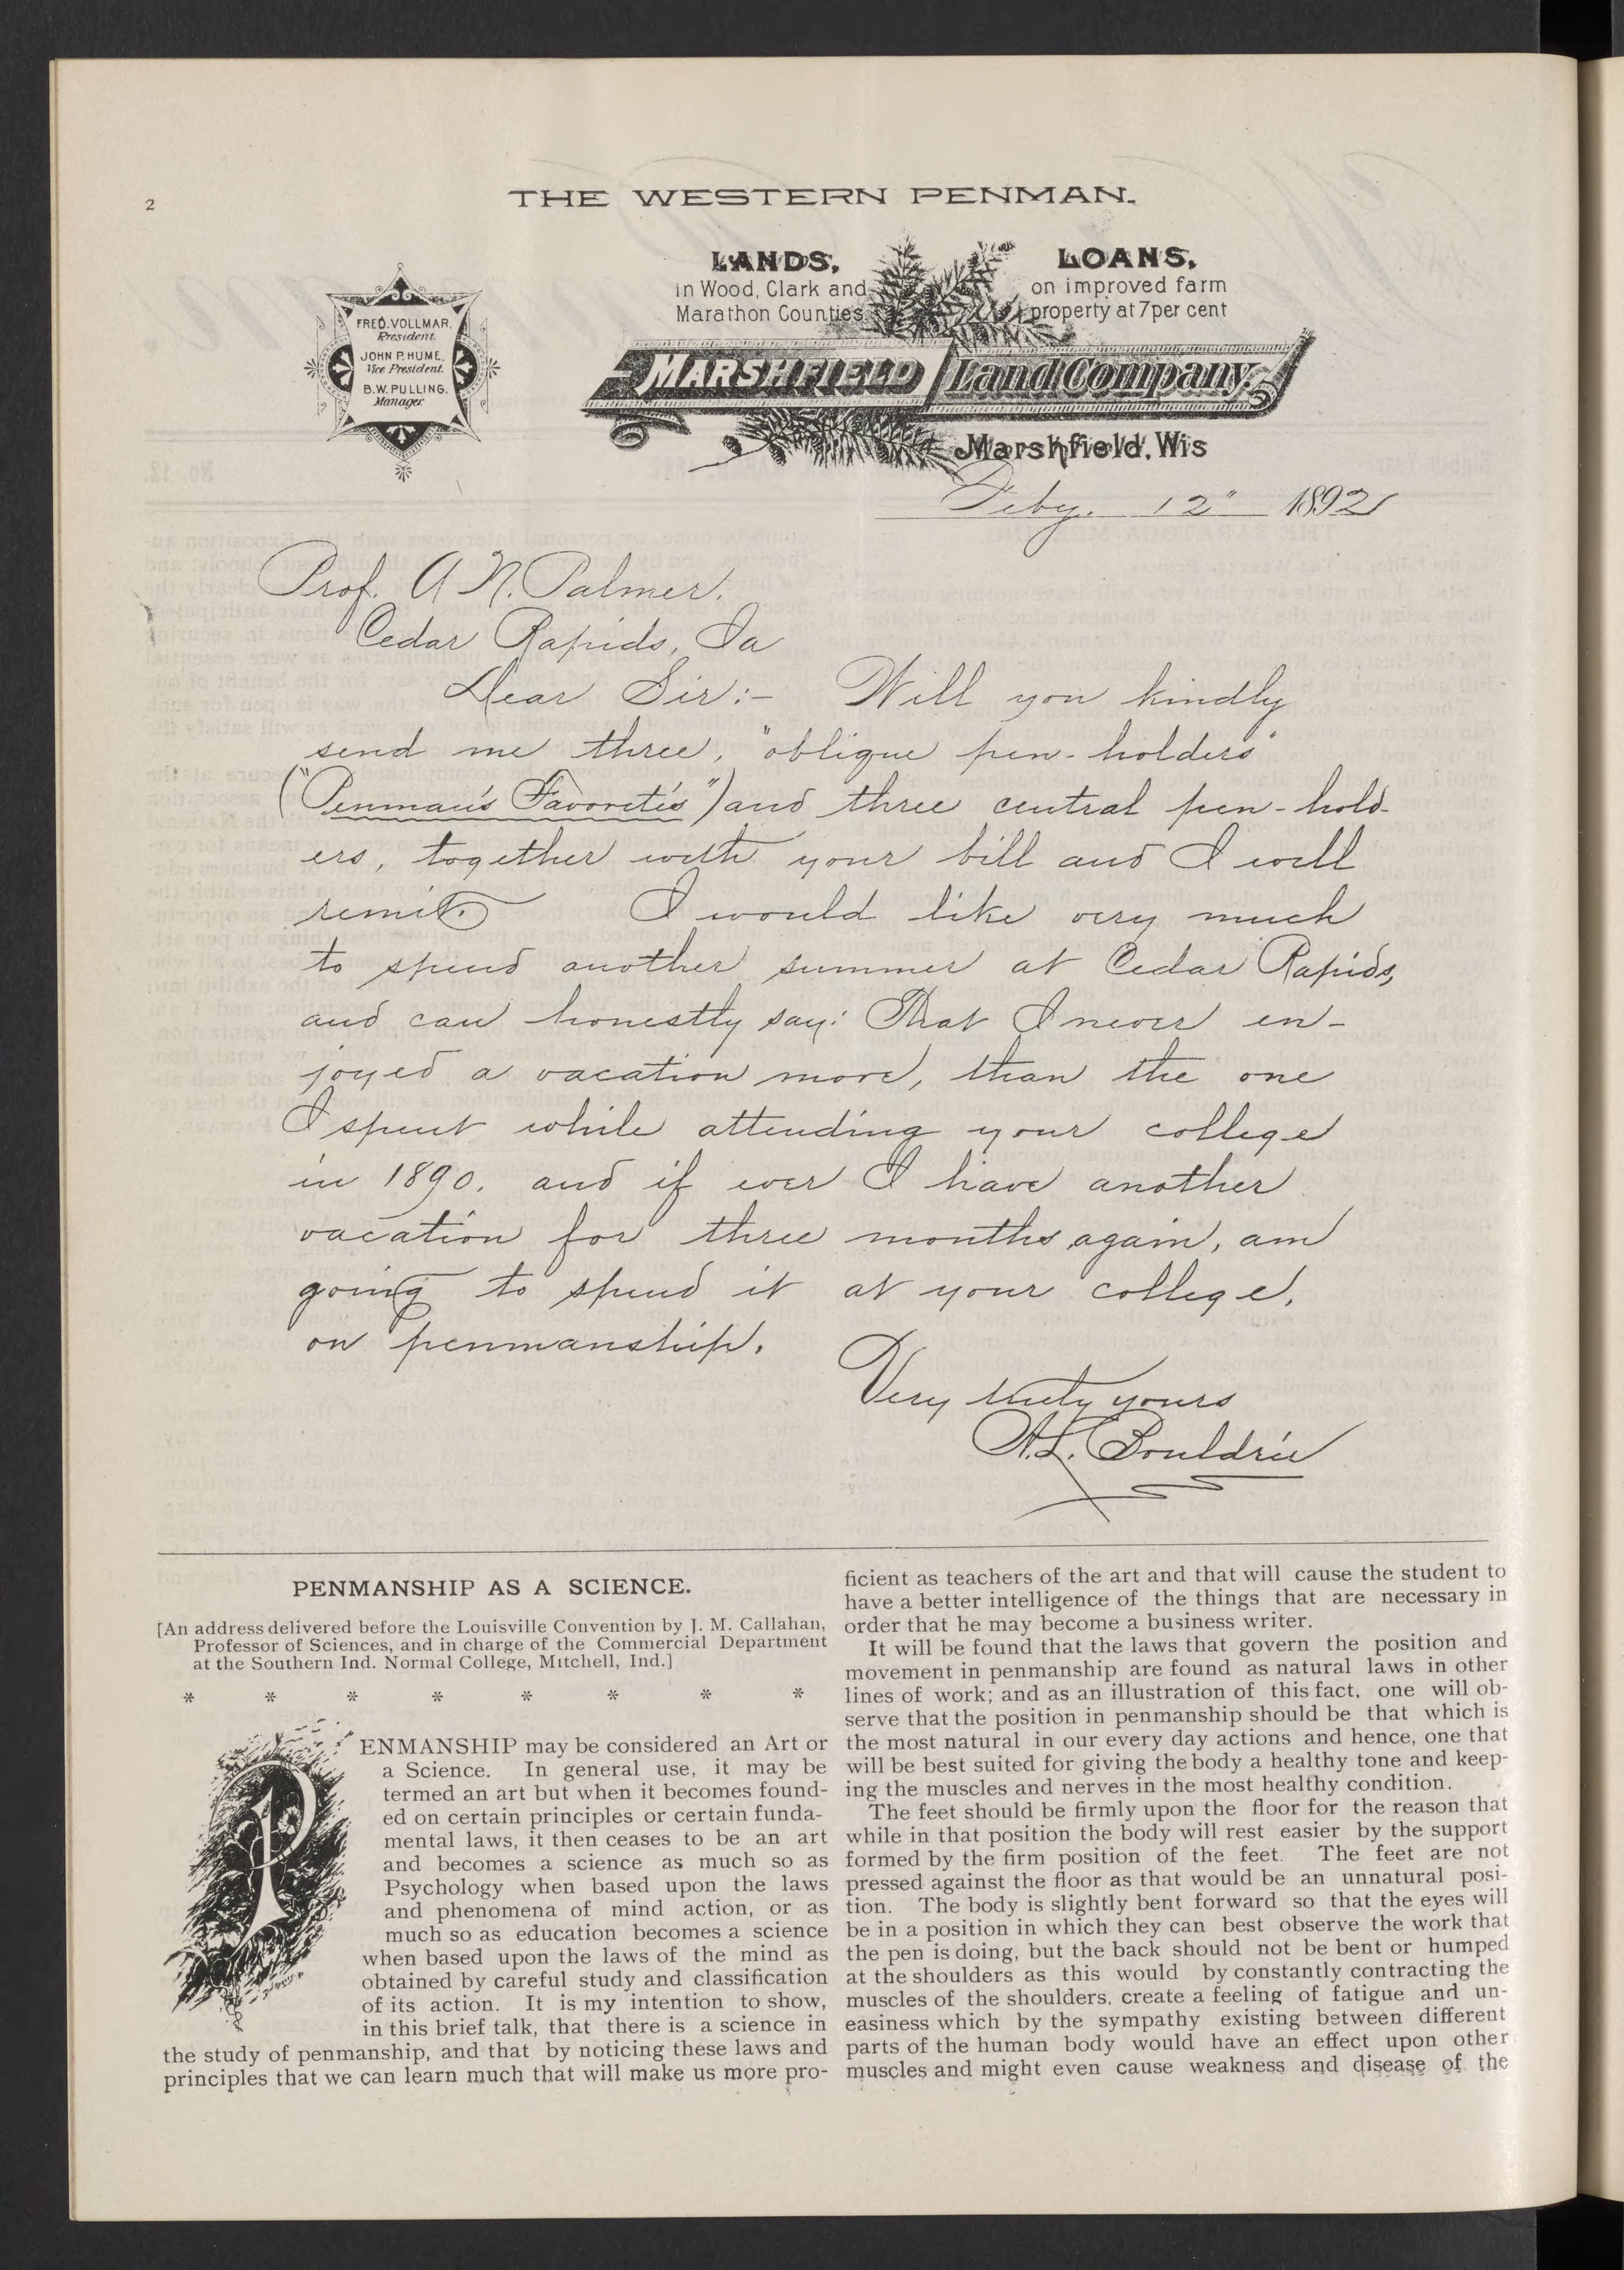 2
THE WESTERN PENMAN.
FRED. VOLLMAR,
President.
JOHN P. HUME,
Vice President.
B.W. PULLING,
Manager
LANDS,
in Wood, Clark and
Marathon Counties.
LOANS,
on improved farm
property at 7 per cent
MARSHFIELD Land Company.
Marshfield, Wis
Feby. 12" 1892
Prof. A N. Palmer.
Cedar Rapids, Ia
Dear Sir:- Will you kindly
send me three, "oblique pen-holders"
("Penman's Favorite's") and three central pen-hold-
ers, together with your bill and I will
remit. I would like very much
to spend another summer at Cedar Rapids,
and can honestly say: That I never en-
joyed a vacation more, than the one
I spent while attending your college
in 1890. and if ever I have another
vacation for three months again, am
going to spend it at your college,
on penmanship.
Very truly yours
A.L. Bouldrie
PENMANSHIP AS A SCIENCE.
[An address delivered before the Louisville Convention by J. M. Callahan,
Professor of Sciences, and in charge of the Commercial Department
at the Southern Ind. Normal College, Mitchell, Ind.]
* * * * * * * *
PENMANSHIP may be considered an Art or
a Science. In general use, it may be
termed an art but when it becomes found-
ed on certain principles or certain funda-
mental laws, it then ceases to be an art
and becomes a science as much so as
Psychology when based upon the laws
and phenomena of mind action, or as
much so as education becomes a science
when based upon the laws of the mind as
obtained by careful study and classification
of its action. It is my intention to show,
in this brief talk, that there is a science in
the study of penmanship, and that by noticing these laws and
principles that we can learn much that will make us more pro-
ficient as teachers of the art and that will cause the student to
have a better intelligence of the things that are necessary in
order that he may become a business writer.
It will be found that the laws that govern the position and
movement in penmanship are found as natural laws in other
lines of work; and as an illustration of this fact, one will ob-
serve that the position in penmanship should be that which is
the most natural in our every day actions and hence, one that
will be best suited for giving the body a healthy tone and keep-
ing the muscles and nerves in the most healthy condition.
The feet should be firmly upon the floor for the reason that
while in that position the body will rest easier by the support
formed by the firm position of the feet. The feet are not
pressed against the floor as that would be an unnatural posi-
tion. The body is slightly bent forward so that the eyes will
be in a position in which they can best observe the work that
the pen is doing, but the back should not be bent or humped
at the shoulders as this would by constantly contracting the
muscles of the shoulders, create a feeling of fatigue and un-
easiness which by the sympathy existing between different
parts of the human body would have an effect upon other
muscles and might even cause weakness and disease of the